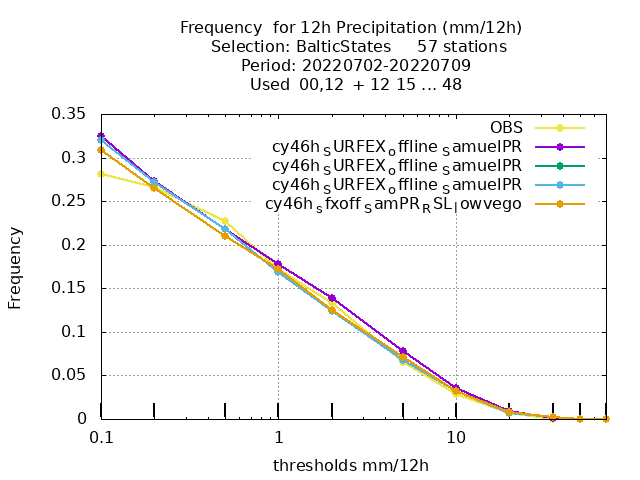 Frequency  for 12h Precipitation (mm/12h)
Selection: BalticStates     57 stations
Period: 20220702-20220709
Used  00,12  + 12 15 ... 48
0.35
0.3
0.25
0.2
0.15
0.1
0.05
0
Frequency
OBS
cy46h_SURFEX_offline_SamuelPR
cy46h_SURFEX_offline_SamuelPR
cy46h_SURFEX_offline_SamuelPR
cy46h_sfxoff_SamPR_RSL_lowvego
0.1 1 10
thresholds mm/12h